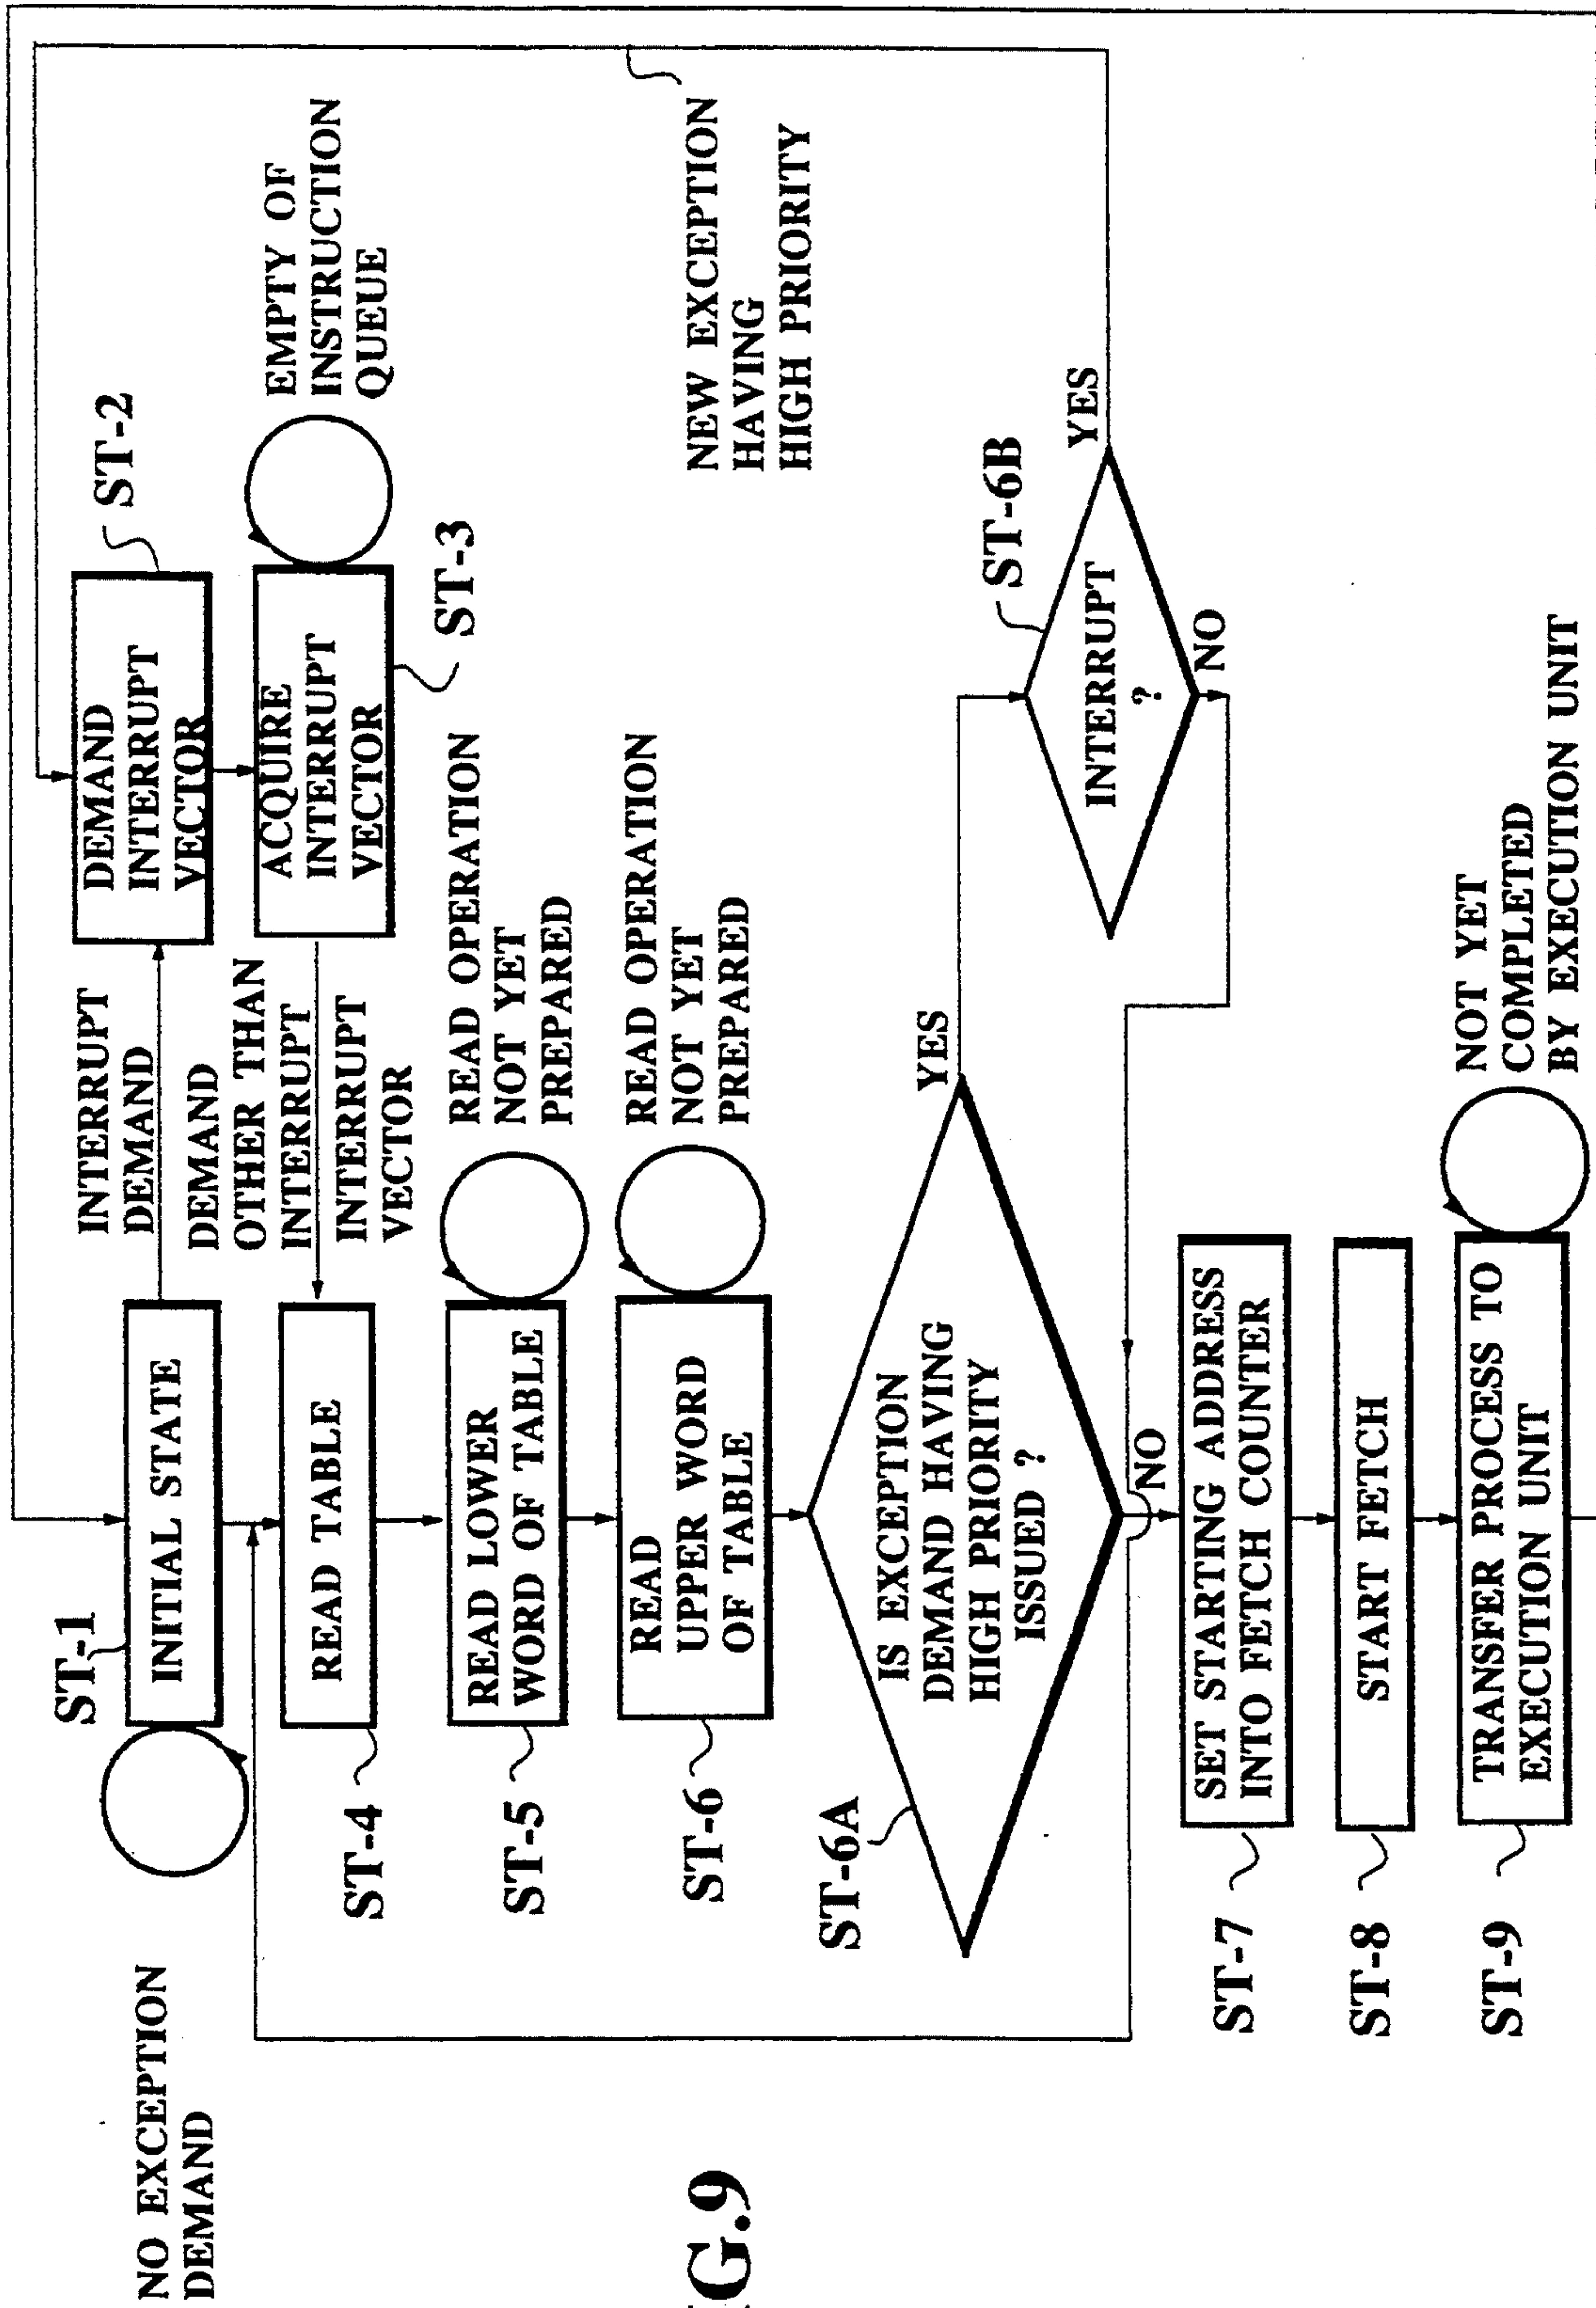 FIG.9
NO EXCEPTION
DEMAND
ST-1
INITIAL STATE
INTERRUPT
DEMAND
DEMAND
INTERRUPT
VECTOR
ST-2
DEMAND
OTHER THAN
INTERRUPT
INTERRUPT
VECTOR
ACQUIRE
INTERRUPT
VECTOR
ST-3
EMPTY OF
INSTRUCTION
QUEUE
ST-4
READ TABLE
ST-5
READ LOWER
WORD OF TABLE
READ OPERATION
NOT YET
PREPARED
ST-6
READ
UPPER WORD
OF TABLE
READ OPERATION
NOT YET
PREPARED
NEW EXCEPTION
HAVING
HIGH PRIORITY
ST-6A
IS EXCEPTION
DEMAND HAVING
HIGH PRIORITY
ISSUED ?
YES
NO
ST-6B
INTERRUPT
?
YES
NO
ST-7
SET STARTING ADDRESS
INTO FETCH COUNTER
ST-8
START FETCH
ST-9
TRANSFER PROCESS TO
EXECUTION UNIT
NOT YET
COMPLETED
BY EXECUTION UNIT